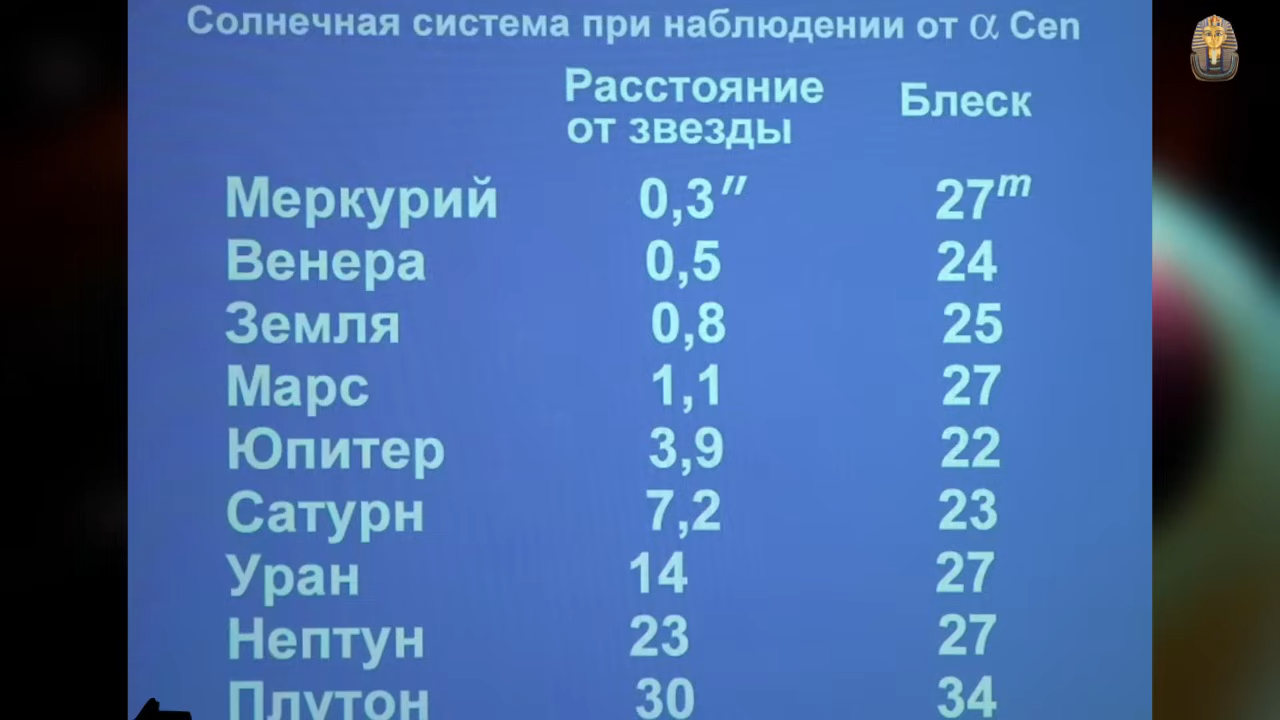 Солнечная система при наблюдении от α Cen
Расстояние от звезды Блеск
Меркурий 0,3″ 27ᵐ
Венера 0,5 24
Земля 0,8 25
Марс 1,1 27
Юпитер 3,9 22
Сатурн 7,2 23
Уран 14 27
Нептун 23 27
Плутон 30 34